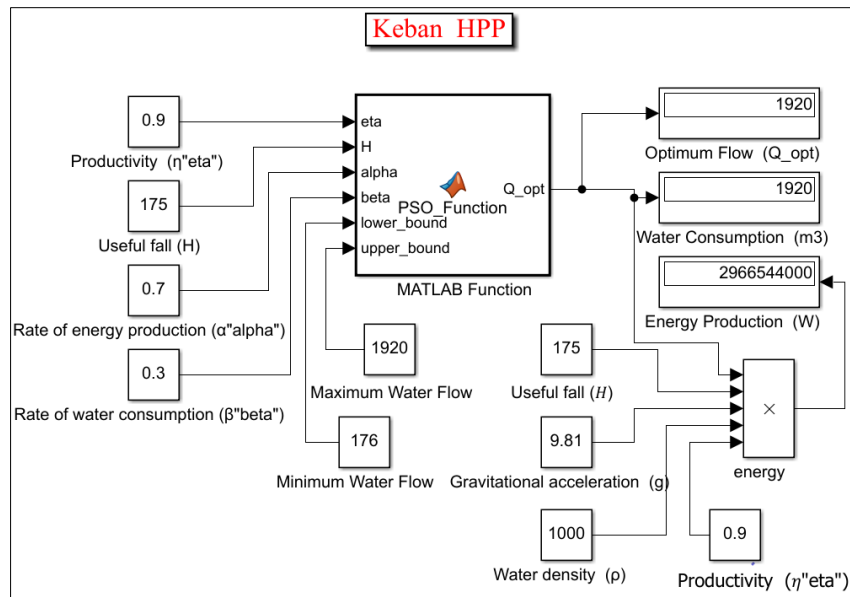 Keban HPP
0.9
Productivity (η"eta")
175
Useful fall (H)
0.7
Rate of energy production (α"alpha")
0.3
Rate of water consumption (β"beta")
eta
H
alpha
beta
lower_bound
upper_bound
PSO_Function
Q_opt
MATLAB Function
1920
Optimum Flow (Q_opt)
1920
Water Consumption (m3)
2966544000
Energy Production (W)
1920
Maximum Water Flow
176
Minimum Water Flow
175
Useful fall (𝐻)
9.81
Gravitational acceleration (g)
1000
Water density (ρ)
×
energy
0.9
Productivity (η"eta")